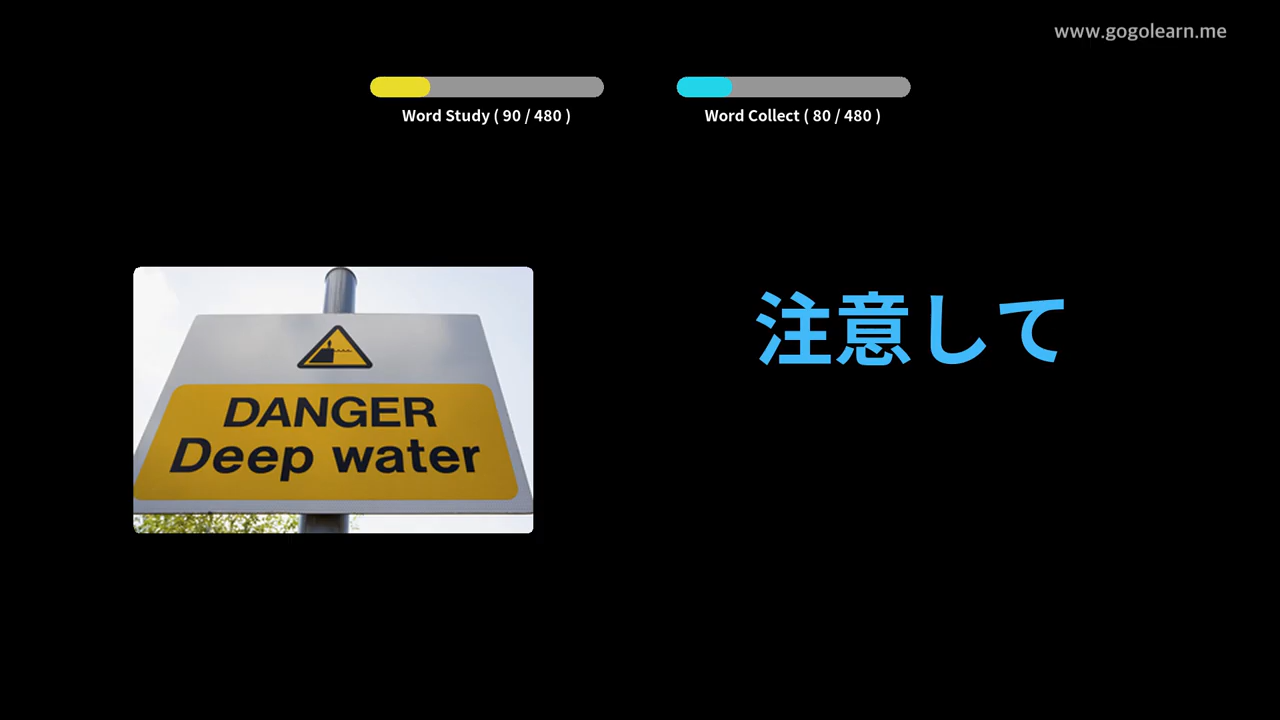 www.gogolearn.me
Word Study ( 90 / 480 )
Word Collect ( 80 / 480 )
注意して
DANGER
Deep water